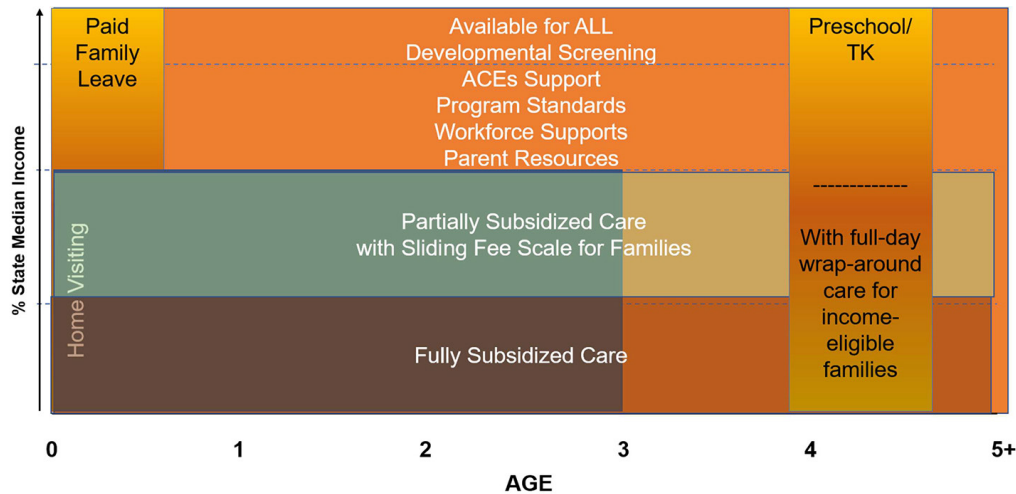 Paid
Family
Leave
Available for ALL
Developmental Screening
ACEs Support
Program Standards
Workforce Supports
Parent Resources
Preschool/
TK
-------------
With full-day
wrap-around
care for
income-
eligible
families
% State Median Income
Home Visiting
Partially Subsidized Care
with Sliding Fee Scale for Families
Fully Subsidized Care
0 1 2 3 4 5+
AGE